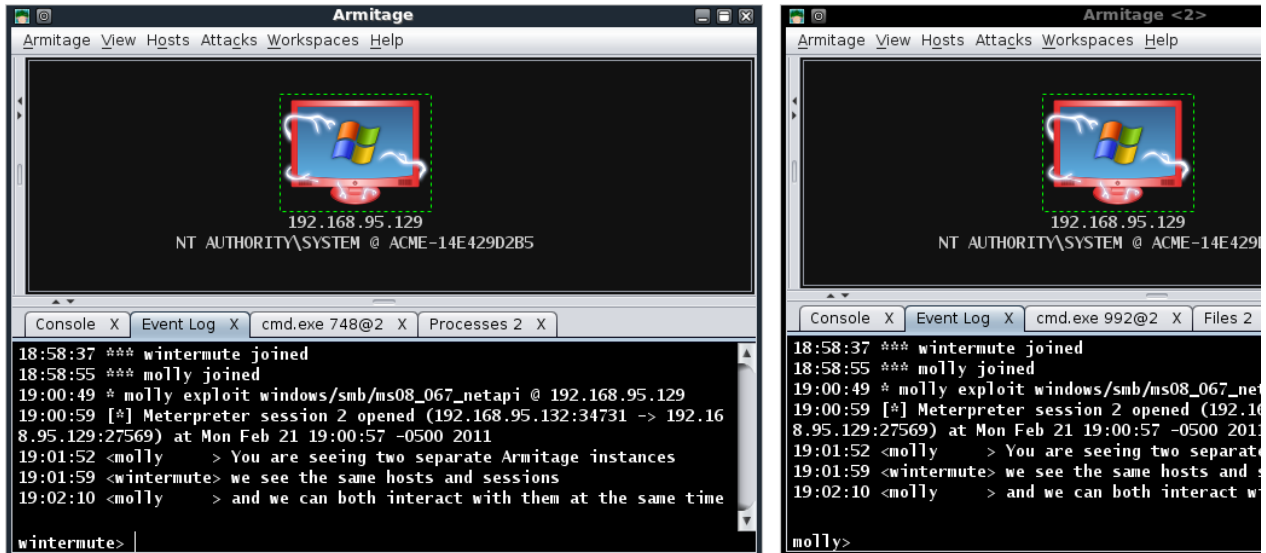 Armitage
Armitage View Hosts Attacks Workspaces Help
192.168.95.129
NT AUTHORITY\SYSTEM @ ACME-14E429D2B5
Console X Event Log X cmd.exe 748@2 X Processes 2 X
18:58:37 *** wintermute joined
18:58:55 *** molly joined
19:00:49 * molly exploit windows/smb/ms08_067_netapi @ 192.168.95.129
19:00:59 [*] Meterpreter session 2 opened (192.168.95.132:34731 -> 192.16
8.95.129:27569) at Mon Feb 21 19:00:57 -0500 2011
19:01:52 <molly      > You are seeing two separate Armitage instances
19:01:59 <wintermute> we see the same hosts and sessions
19:02:10 <molly      > and we can both interact with them at the same time
wintermute>
Armitage <2>
Armitage View Hosts Attacks Workspaces Help
192.168.95.129
NT AUTHORITY\SYSTEM @ ACME-14E429
Console X Event Log X cmd.exe 992@2 X Files 2
18:58:37 *** wintermute joined
18:58:55 *** molly joined
19:00:49 * molly exploit windows/smb/ms08_067_net
19:00:59 [*] Meterpreter session 2 opened (192.16
8.95.129:27569) at Mon Feb 21 19:00:57 -0500 2011
19:01:52 <molly      > You are seeing two separate
19:01:59 <wintermute> we see the same hosts and s
19:02:10 <molly      > and we can both interact wi
molly>